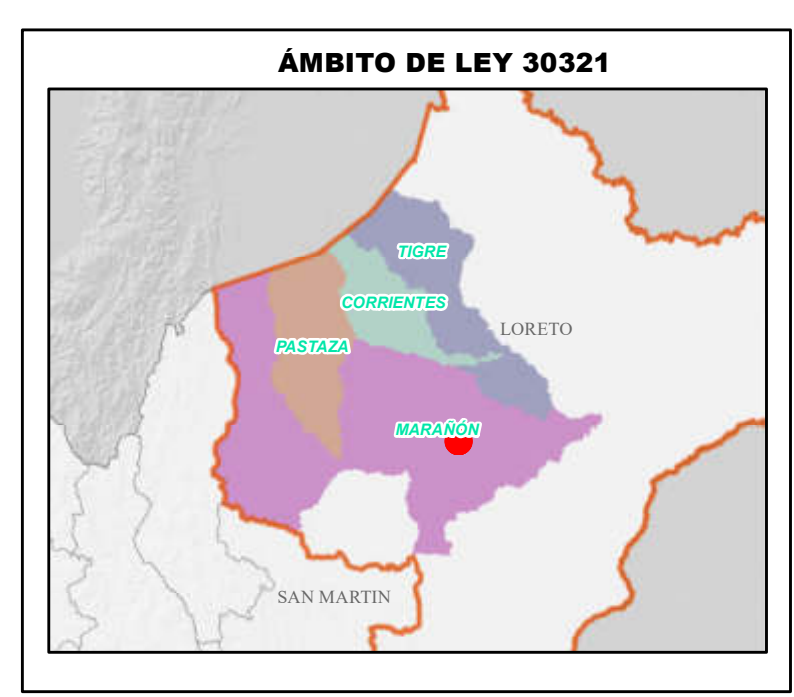 ÁMBITO DE LEY 30321
TIGRE
CORRIENTES
LORETO
PASTAZA
MARAÑÓN
SAN MARTIN